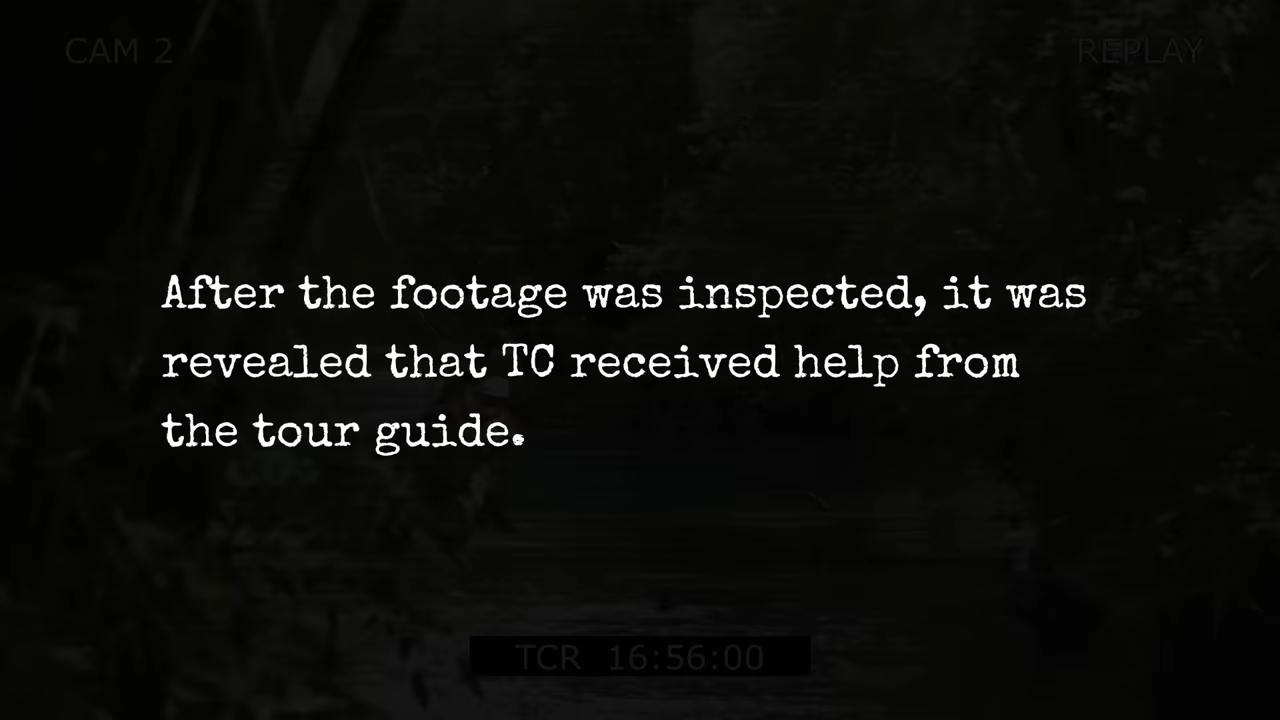 CAM 2
REPLAY
After the footage was inspected, it was
revealed that TC received help from
the tour guide.
TCR 16:56:00